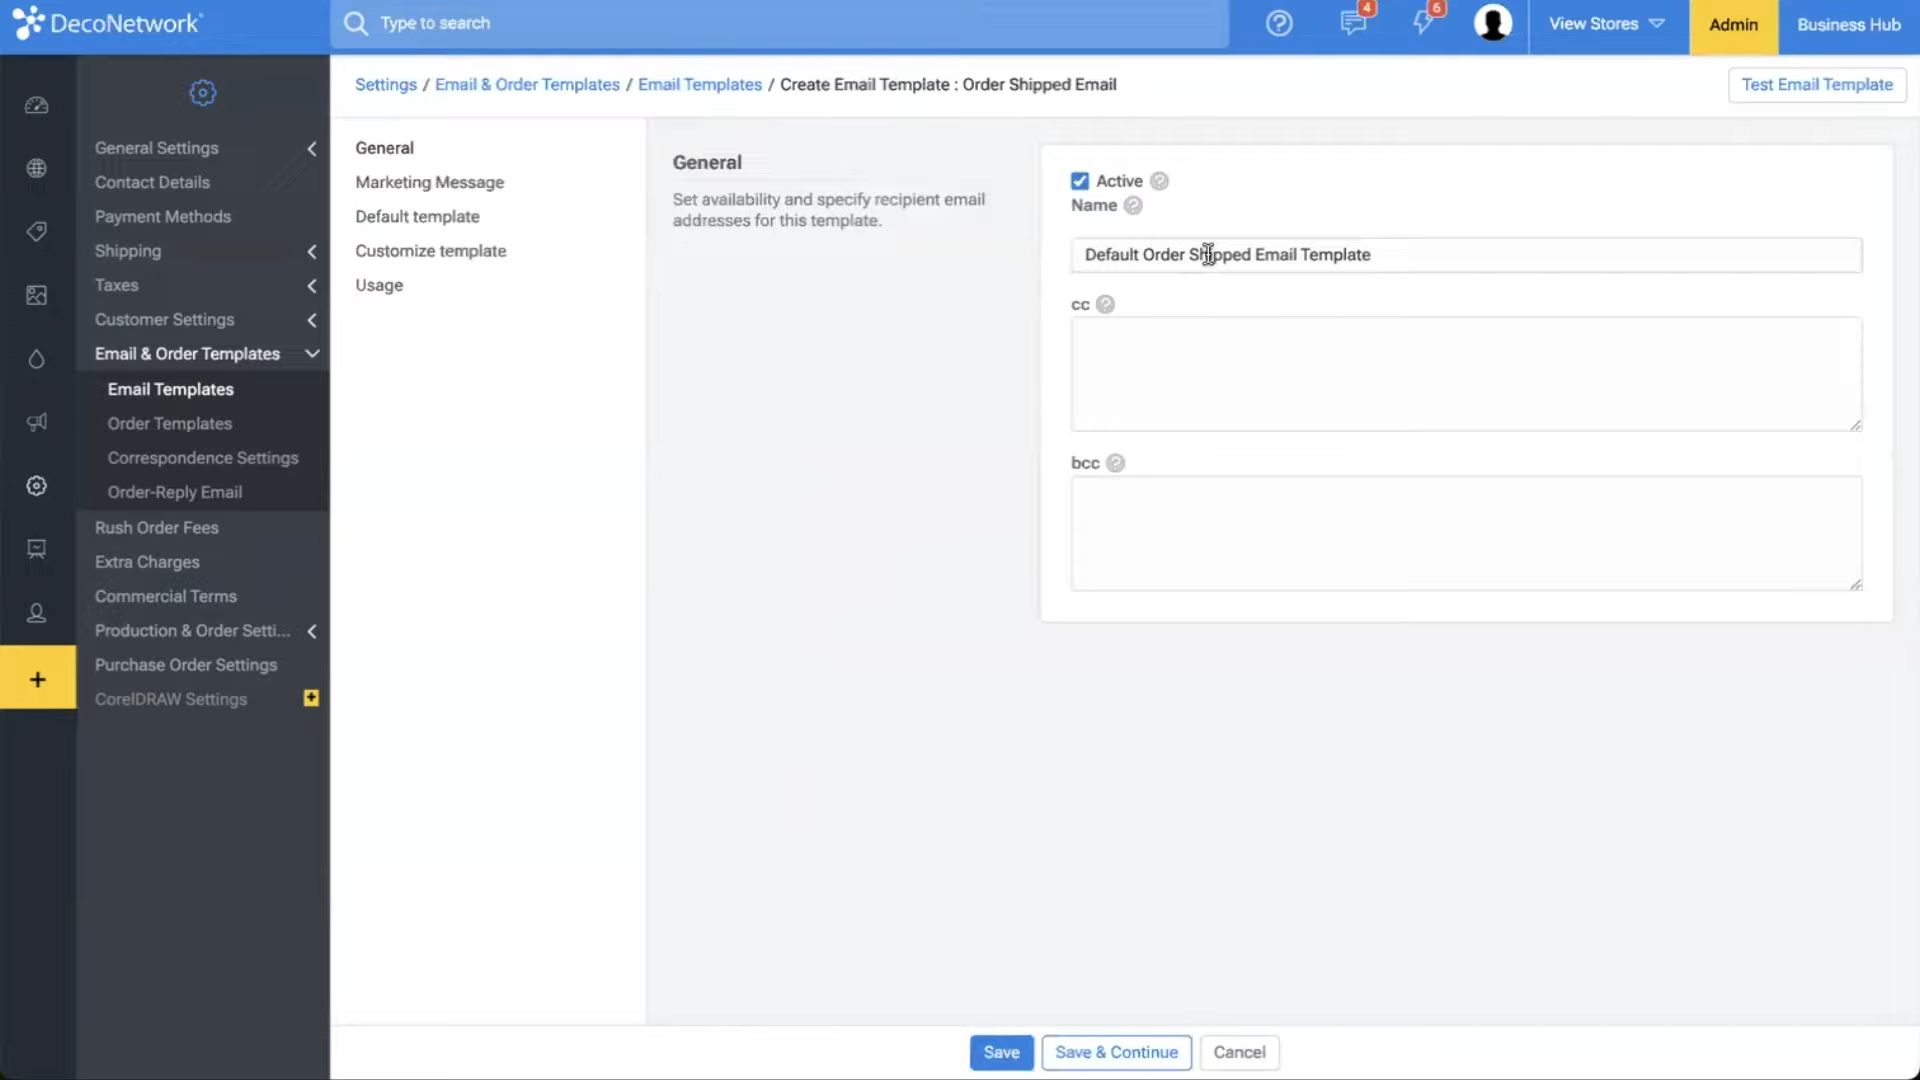 DecoNetwork
Type to search
4
6
View Stores
Admin
Business Hub
Settings / Email & Order Templates / Email Templates / Create Email Template : Order Shipped Email
Test Email Template
General Settings
Contact Details
Payment Methods
Shipping
Taxes
Customer Settings
Email & Order Templates
Email Templates
Order Templates
Correspondence Settings
Order-Reply Email
Rush Order Fees
Extra Charges
Commercial Terms
Production & Order Setti...
Purchase Order Settings
CorelDRAW Settings
General
Marketing Message
Default template
Customize template
Usage
General
Set availability and specify recipient email
addresses for this template.
Active
Name
Default Order Shipped Email Template
cc
bcc
Save
Save & Continue
Cancel